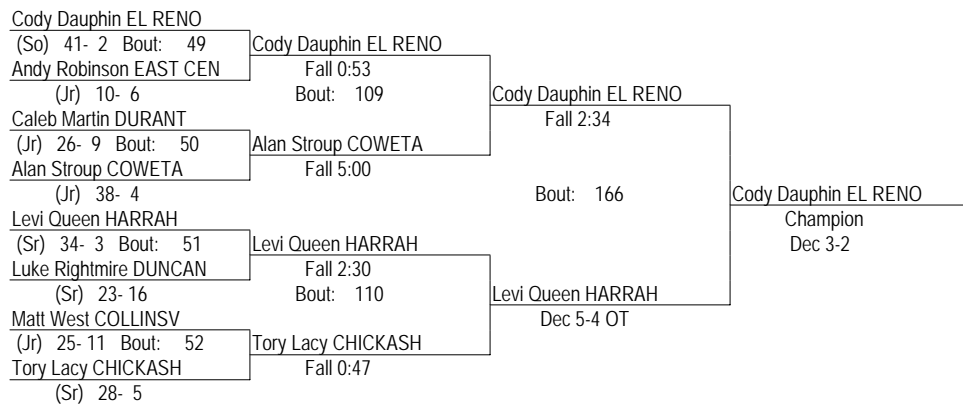 Cody Dauphin EL RENO
(So) 41- 2 Bout: 49
Andy Robinson EAST CEN
(Jr) 10- 6
Caleb Martin DURANT
(Jr) 26- 9 Bout: 50
Alan Stroup COWETA
(Jr) 38- 4
Levi Queen HARRAH
(Sr) 34- 3 Bout: 51
Luke Rightmire DUNCAN
(Sr) 23- 16
Matt West COLLINSV
(Jr) 25- 11 Bout: 52
Tory Lacy CHICKASH
(Sr) 28- 5
Cody Dauphin EL RENO
Fall 0:53
Bout: 109
Alan Stroup COWETA
Fall 5:00
Levi Queen HARRAH
Fall 2:30
Bout: 110
Tory Lacy CHICKASH
Fall 0:47
Cody Dauphin EL RENO
Fall 2:34
Bout: 166
Levi Queen HARRAH
Dec 5-4 OT
Cody Dauphin EL RENO
Champion
Dec 3-2